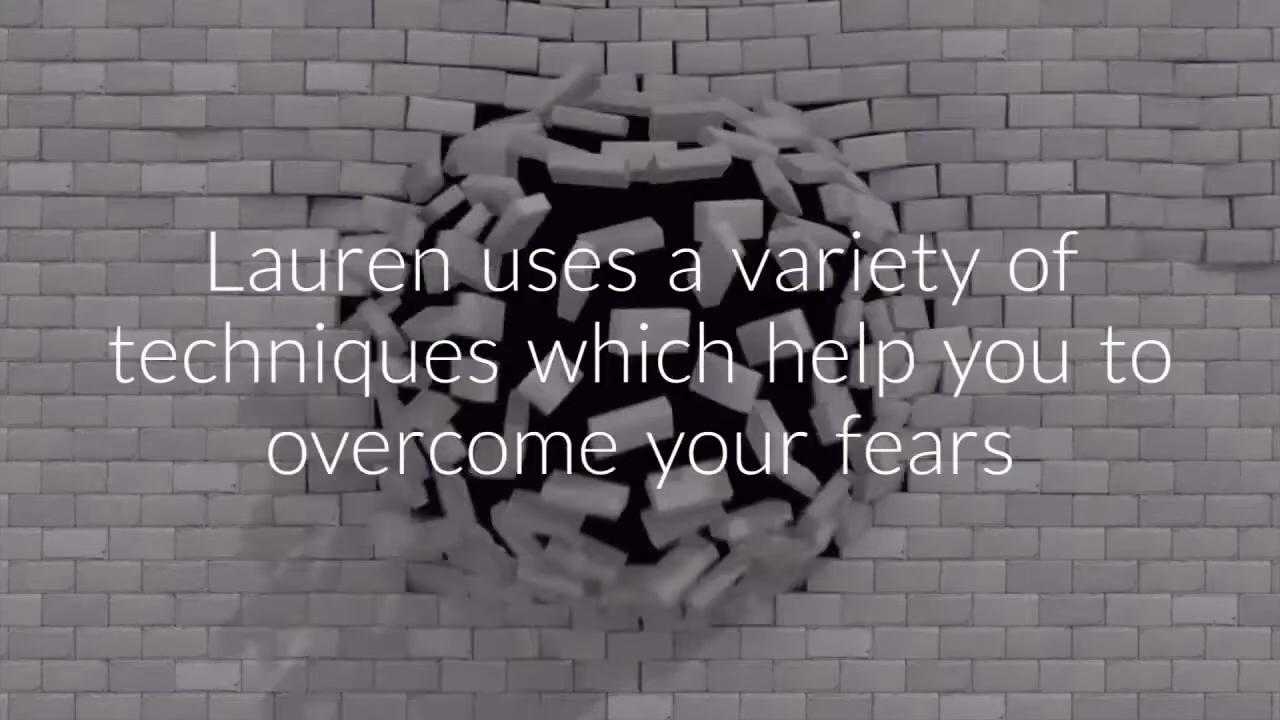 Lauren uses a variety of
techniques which help you to
overcome your fears